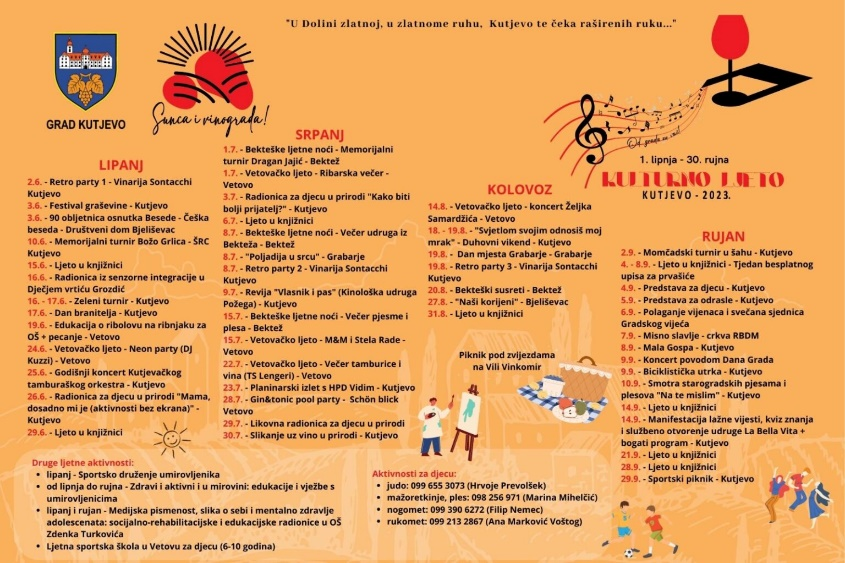 "U Dolini zlatnoj, u zlatnome ruhu, Kutjevo te čeka raširenih ruku..."
GRAD KUTJEVO
Sunca i vinograda!
1. lipnja - 30. rujna
KULTURNO LJETO
KUTJEVO - 2023.
LIPANJ
2.6. - Retro party 1 - Vinarija Sontacchi
Kutjevo
3.6. - Festival graševine - Kutjevo
3.6. - 90 obljetnica osnutka Besede - Češka
beseda - Društveni dom Bjeliševac
10.6. - Memorijalni turnir Božo Grlica - ŠRC
Kutjevo
15.6. - Ljeto u knjižnici
16.6. - Radionica iz senzorne integracije u
Dječjem vrtiću Grozdić
16. - 17.6. - Zeleni turnir - Kutjevo
17.6. - Dan branitelja - Kutjevo
19.6. - Edukacija o ribolovu na ribnjaku za
OŠ + pecanje - Vetovo
24.6. - Vetovačko ljeto - Neon party (DJ
Kuzzi) - Vetovo
25.6. - Godišnji koncert Kutjevačkog
tamburaškog orkestra - Kutjevo
26.6. - Radionica za djecu u prirodi "Mama,
dosadno mi je (aktivnosti bez ekrana)" -
Kutjevo
29.6. - Ljeto u knjižnici
SRPANJ
1.7. - Bekteške ljetne noći - Memorijalni
turnir Dragan Jajić - Bektež
1.7. - Vetovačko ljeto - Ribarska večer -
Vetovo
3.7. - Radionica za djecu u prirodi "Kako biti
bolji prijatelj?" - Kutjevo
6.7. - Ljeto u knjižnici
8.7. - Bekteške ljetne noći - Večer udruga iz
Bekteža - Bektež
8.7. - "Poljadija u srcu" - Grabarje
8.7. - Retro party 2 - Vinarija Sontacchi
Kutjevo
9.7. - Revija "Vlasnik i pas" (Kinološka udruga
Požega) - Kutjevo
15.7. - Bekteške ljetne noći - Večer pjesme i
plesa - Bektež
15.7. - Vetovačko ljeto - M&M i Stela Rade -
Vetovo
22.7. - Vetovačko ljeto - Večer tamburice i
vina (TS Lengeri) - Vetovo
23.7. - Planinarski izlet s HPD Vidim - Kutjevo
28.7. - Gin&tonic pool party - Schön blick
Vetovo
29.7. - Likovna radionica za djecu u prirodi
30.7. - Slikanje uz vino u prirodi - Kutjevo
KOLOVOZ
14.8. - Vetovačko ljeto - koncert Željka
Samardžića - Vetovo
18. - 19.8. - "Svjetlom svojim odnosiš moj
mrak" - Duhovni vikend - Kutjevo
19.8. - Dan mjesta Grabarje - Grabarje
19.8. - Retro party 3 - Vinarija Sontacchi
Kutjevo
20.8. - Bekteški susreti - Bektež
27.8. - "Naši korijeni" - Bjeliševac
31.8. - Ljeto u knjižnici
Piknik pod zvijezdama
na Vili Vinkomir
RUJAN
2.9. - Momčadski turnir u šahu - Kutjevo
4. - 8.9. - Ljeto u knjižnici - Tjedan besplatnog
upisa za prvašiće
4.9. - Predstava za djecu - Kutjevo
5.9. - Predstava za odrasle - Kutjevo
6.9. - Polaganje vijenaca i svečana sjednica
Gradskog vijeća
7.9. - Misno slavlje - crkva RBDM
8.9. - Mala Gospa - Kutjevo
9.9. - Koncert povodom Dana Grada
9.9. - Biciklistička utrka - Kutjevo
10.9. - Smotra starogradskih pjesama i
plesova "Na te mislim" - Kutjevo
14.9. - Ljeto u knjižnici
14.9. - Manifestacija lažne vijesti, kviz znanja
i službeno otvorenje udruge La Bella Vita +
bogati program - Kutjevo
21.9. - Ljeto u knjižnici
28.9. - Ljeto u knjižnici
29.9. - Sportski piknik - Kutjevo
Druge ljetne aktivnosti:
lipanj - Sportsko druženje umirovljenika
od lipnja do rujna - Zdravi i aktivni i u mirovini: edukacije i vježbe s
umirovljenicima
lipanj i rujan - Medijska pismenost, slika o sebi i mentalno zdravlje
adolescenata: socijalno-rehabilitacijske i edukacijske radionice u OŠ
Zdenka Turkovića
Ljetna sportska škola u Vetovu za djecu (6-10 godina)
Aktivnosti za djecu:
judo: 099 655 3073 (Hrvoje Prevolšek)
mažoretkinje, ples: 098 256 971 (Marina Mihelčić)
nogomet: 099 390 6272 (Filip Nemec)
rukomet: 099 213 2867 (Ana Marković Voštog)